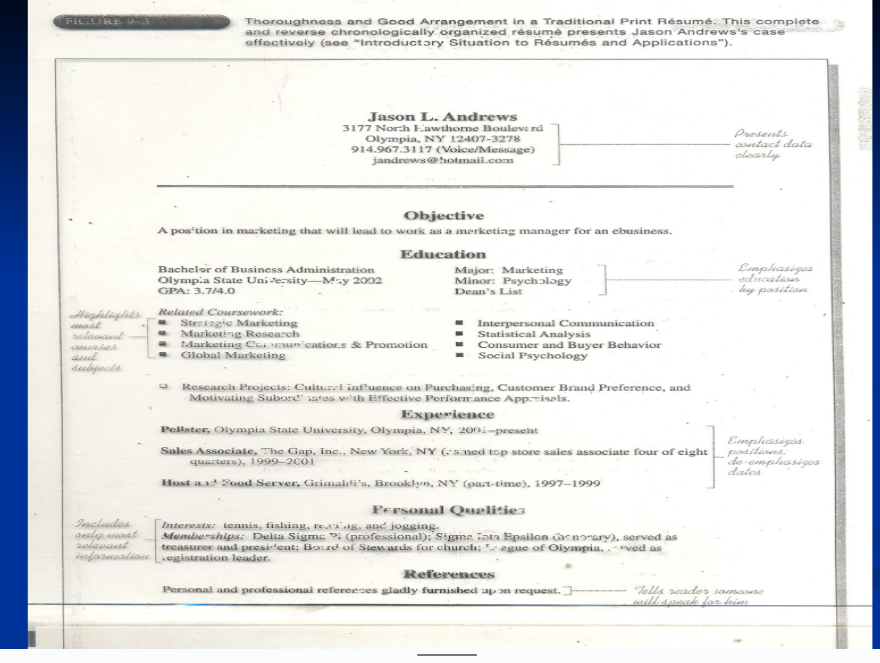 FIGURE 9-3
Thoroughness and Good Arrangement in a Traditional Print Résumé. This complete
and reverse chronologically organized résumé presents Jason Andrews's case
effectively (see "Introductory Situation to Résumés and Applications").
Jason L. Andrews
3177 North Hawthorne Boulevard
Olympia, NY 12407-3278
914.967.3117 (Voice/Message)
jandrews@hotmail.com
Presents
contact data
clearly
Objective
A position in marketing that will lead to work as a marketing manager for an ebusiness.
Education
Bachelor of Business Administration
Olympia State University—May 2002
GPA: 3.7/4.0
Major: Marketing
Minor: Psychology
Dean's List
Emphasizes
education
by position
Highlights
most
relevant
courses
and
subjects
Related Coursework:
Strategic Marketing
Marketing Research
Marketing Communications & Promotion
Global Marketing
Interpersonal Communication
Statistical Analysis
Consumer and Buyer Behavior
Social Psychology
Research Projects: Cultural Influence on Purchasing, Customer Brand Preference, and
Motivating Subordinates with Effective Performance Appraisals.
Experience
Pollster, Olympia State University, Olympia, NY, 2001–present
Sales Associate, The Gap, Inc., New York, NY (named top store sales associate four of eight
quarters), 1999–2001
Host and Food Server, Grimaldi's, Brooklyn, NY (part-time), 1997–1999
Emphasizes
positions;
de-emphasizes
dates
Personal Qualities
Includes
only most
relevant
information
Interests: tennis, fishing, reading, and jogging.
Memberships: Delta Sigma Pi (professional); Sigma Iota Epsilon (honorary), served as
treasurer and president; Board of Stewards for church; League of Olympia, served as
registration leader.
References
Personal and professional references gladly furnished upon request.
Tells reader someone
will speak for him